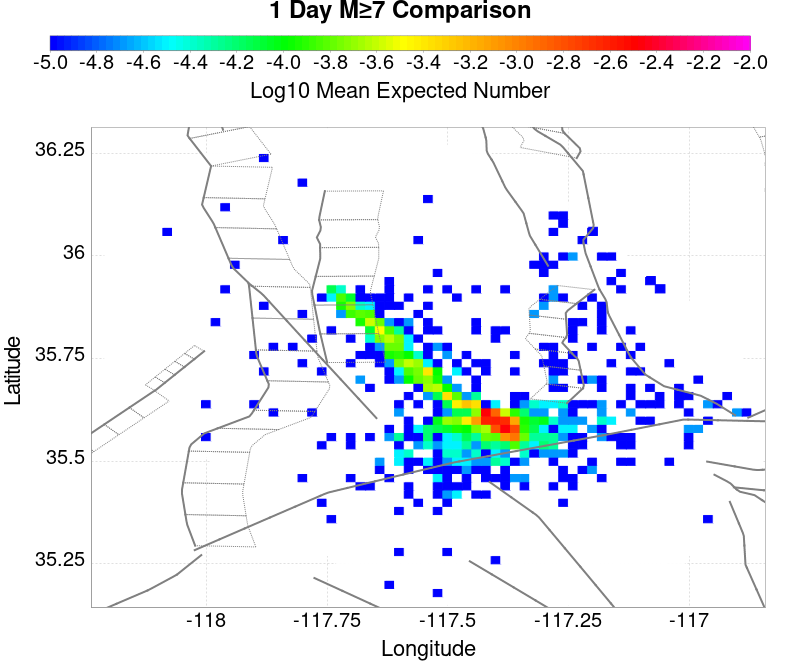 1 Day M≥7 Comparison
-5.0 -4.8 -4.6 -4.4 -4.2 -4.0 -3.8 -3.6 -3.4 -3.2 -3.0 -2.8 -2.6 -2.4 -2.2 -2.0
Log10 Mean Expected Number
36.25
36
35.75
35.5
35.25
Latitude
-118 -117.75 -117.5 -117.25 -117
Longitude